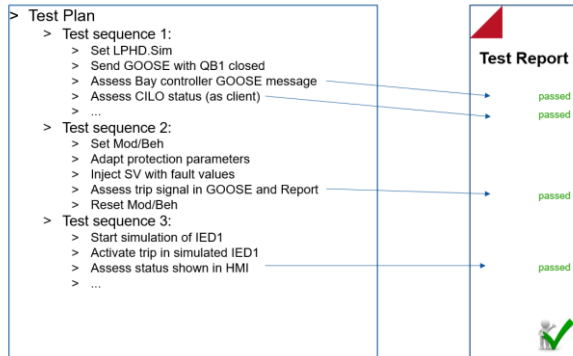 > Test Plan
> Test sequence 1:
> Set LPHD.Sim
> Send GOOSE with QB1 closed
> Assess Bay controller GOOSE message
> Assess CILO status (as client)
> ...
> Test sequence 2:
> Set Mod/Beh
> Adapt protection parameters
> Inject SV with fault values
> Assess trip signal in GOOSE and Report
> Reset Mod/Beh
> Test sequence 3:
> Start simulation of IED1
> Activate trip in simulated IED1
> Assess status shown in HMI
> ...
Test Report
passed
passed
passed
passed